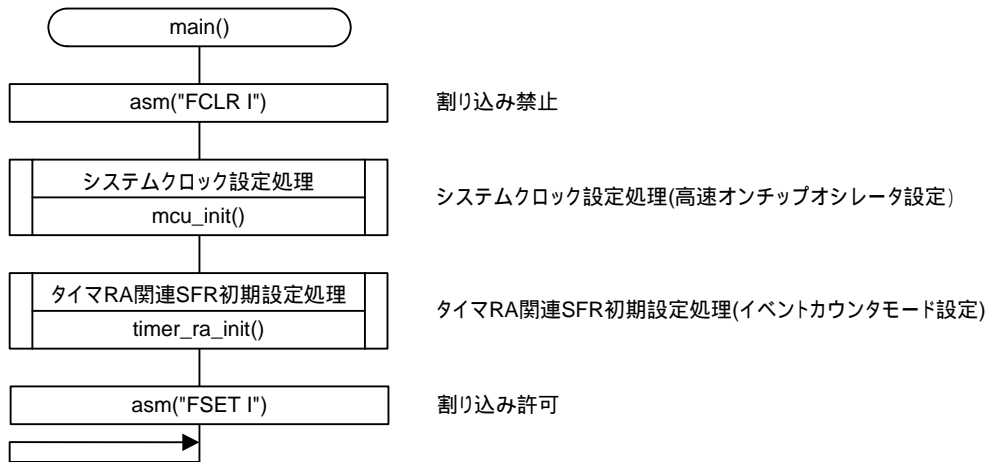 main()
asm("FCLR I")
割り込み禁止
システムクロック設定処理
mcu_init()
システムクロック設定処理(高速オンチップオシレータ設定)
タイマRA関連SFR初期設定処理
timer_ra_init()
タイマRA関連SFR初期設定処理(イベントカウンタモード設定)
asm("FSET I")
割り込み許可